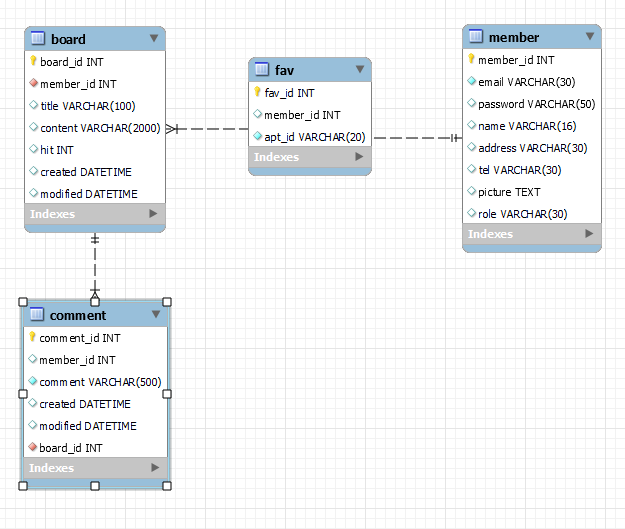 board
board_id INT
member_id INT
title VARCHAR(100)
content VARCHAR(2000)
hit INT
created DATETIME
modified DATETIME
Indexes
fav
fav_id INT
member_id INT
apt_id VARCHAR(20)
Indexes
member
member_id INT
email VARCHAR(30)
password VARCHAR(50)
name VARCHAR(16)
address VARCHAR(30)
tel VARCHAR(30)
picture TEXT
role VARCHAR(30)
Indexes
comment
comment_id INT
member_id INT
comment VARCHAR(500)
created DATETIME
modified DATETIME
board_id INT
Indexes